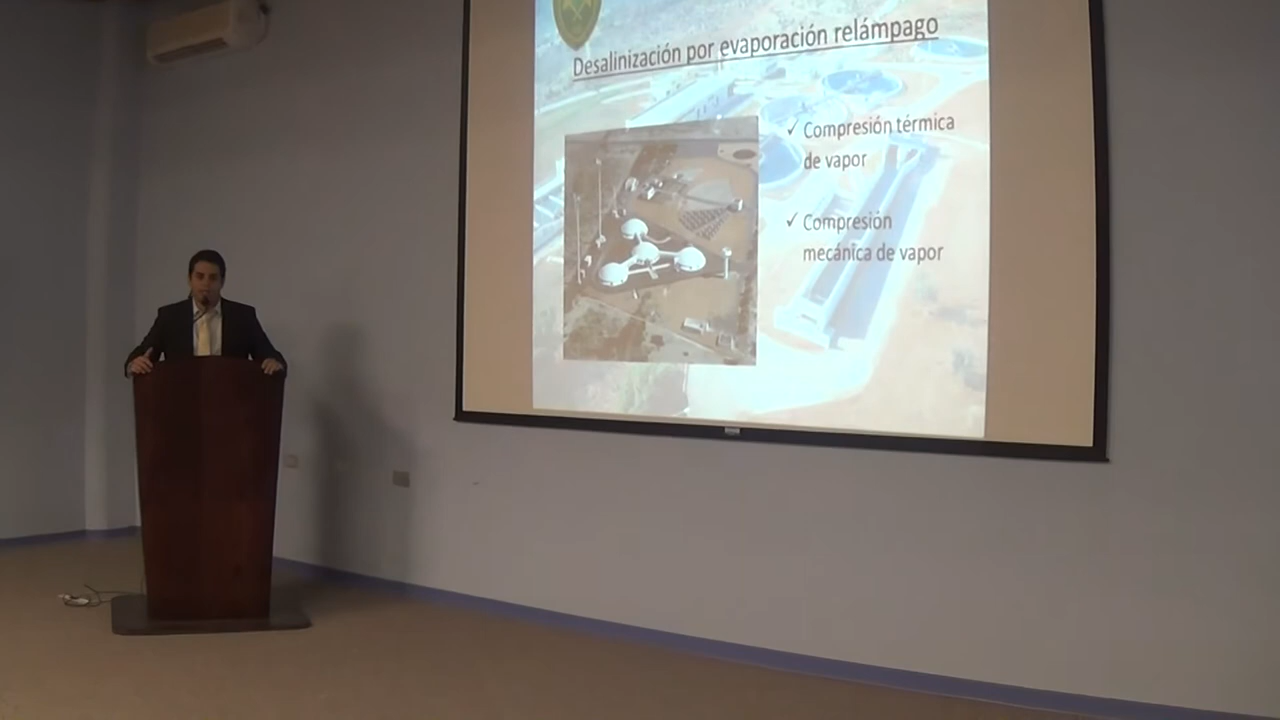 Desalinización por evaporación relámpago
✓ Compresión térmica
de vapor
✓ Compresión
mecánica de vapor